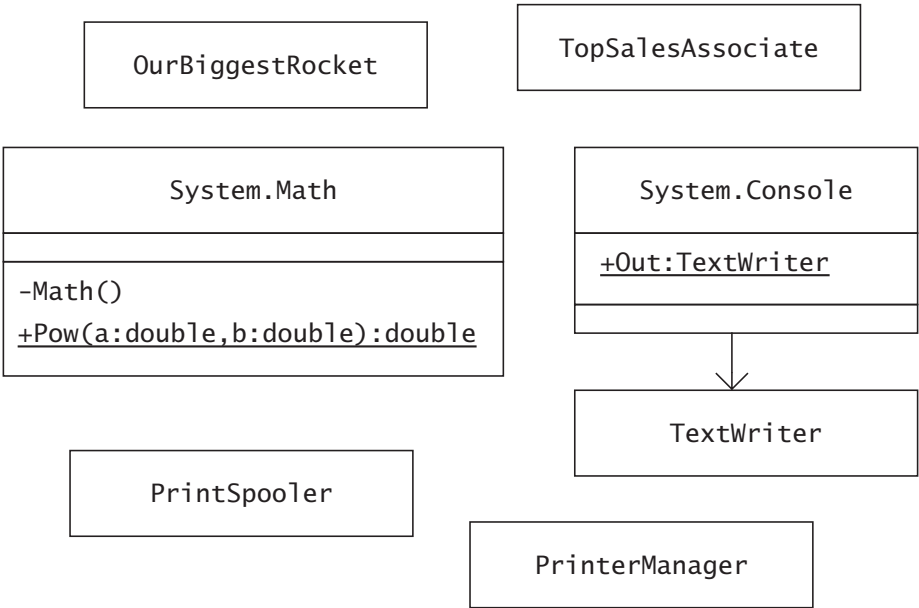 OurBiggestRocket
TopSalesAssociate
System.Math
–Math()
+Pow(a:double,b:double):double
System.Console
+Out:TextWriter
TextWriter
PrintSpooler
PrinterManager